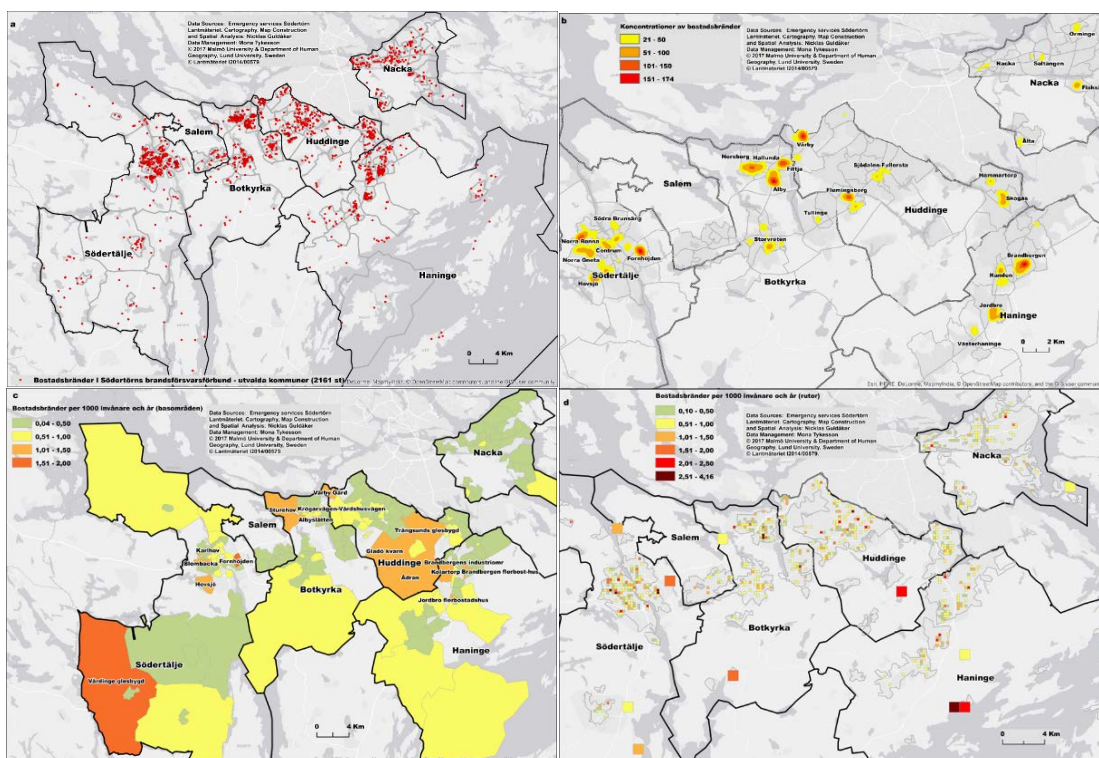 a
Data Sources: Emergency services Södertörn
Lantmäteriet. Cartography, Map Construction
and Spatial Analysis: Nicklas Guldåker
Data Management: Mona Tykesson
© 2017 Malmö University & Department of Human
Geography, Lund University, Sweden
© Lantmäteriet I2014/00579.
Nacka
Salem
Huddinge
Botkyrka
Södertälje
Haninge
0 4 Km
Bostadsbränder i Södertörns brandsförsvarsförbund - utvalda kommuner (2161 st)
b
Koncentrationer av bostadsbränder
21 - 50
51 - 100
101- 150
151 - 174
Data Sources: Emergency services Södertörn
Lantmäteriet. Cartography, Map Construction
and Spatial Analysis: Nicklas Guldåker
Data Management: Mona Tykesson
© 2017 Malmö University & Department of Human
Geography, Lund University, Sweden
© Lantmäteriet I2014/00579.
Orminge
Nacka
Saltängen
Nacka
Älta
Vårby
Norsborg
Hallunda
Fittja
Alby
Sjödalen-Fullersta
Salem
Flemingsberg
Skogås
Huddinge
Södra Brunnäng
Tullinge
Storvreten
Centrum
Fornhöjden
Norra Geneta
Södertälje
Hovsjö
Botkyrka
Brandbergen
Handen
Jordbro
Haninge
Västerhaninge
0 2 Km
c
Bostadsbränder per 1000 invånare och år (basområden)
0,04 - 0,50
0,51 - 1,00
1,01 - 1,50
1,51 - 2,00
Data Sources: Emergency services Södertörn
Lantmäteriet. Cartography, Map Construction
and Spatial Analysis: Nicklas Guldåker
Data Management: Mona Tykesson
© 2017 Malmö University & Department of Human
Geography, Lund University, Sweden
© Lantmäteriet I2014/00579.
Nacka
Vårby Gård
Krögarvägen-Vårdshusvägen
Albyslätten
Salem
Trångsunds glesbygd
Karlhov
Fornhöjden
Blombacka
Hovsjö
Gladö kvarn
Huddinge
Ådran
Brandbergens industriomr
Botkyrka
Jordbro flerbostadshus
Södertälje
Haninge
Vårdinge glesbygd
0 4 Km
d
Bostadsbränder per 1000 invånare och år (rutor)
0,10 - 0,50
0,51 - 1,00
1,01 - 1,50
1,51 - 2,00
2,01 - 2,50
2,51 - 4,16
Data Sources: Emergency services Södertörn
Lantmäteriet. Cartography, Map Construction
and Spatial Analysis: Nicklas Guldåker
Data Management: Mona Tykesson
© 2017 Malmö University & Department of Human
Geography, Lund University, Sweden
© Lantmäteriet I2014/00579.
Nacka
Salem
Huddinge
Botkyrka
Södertälje
Haninge
0 4 Km